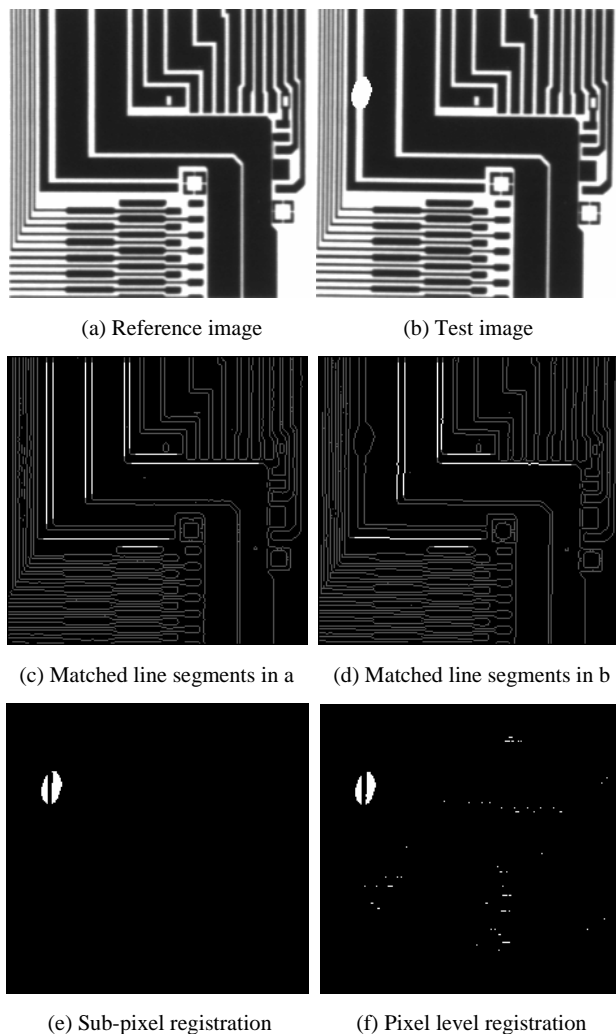 (a) Reference image
(b) Test image
(c) Matched line segments in a
(d) Matched line segments in b
(e) Sub-pixel registration
(f) Pixel level registration